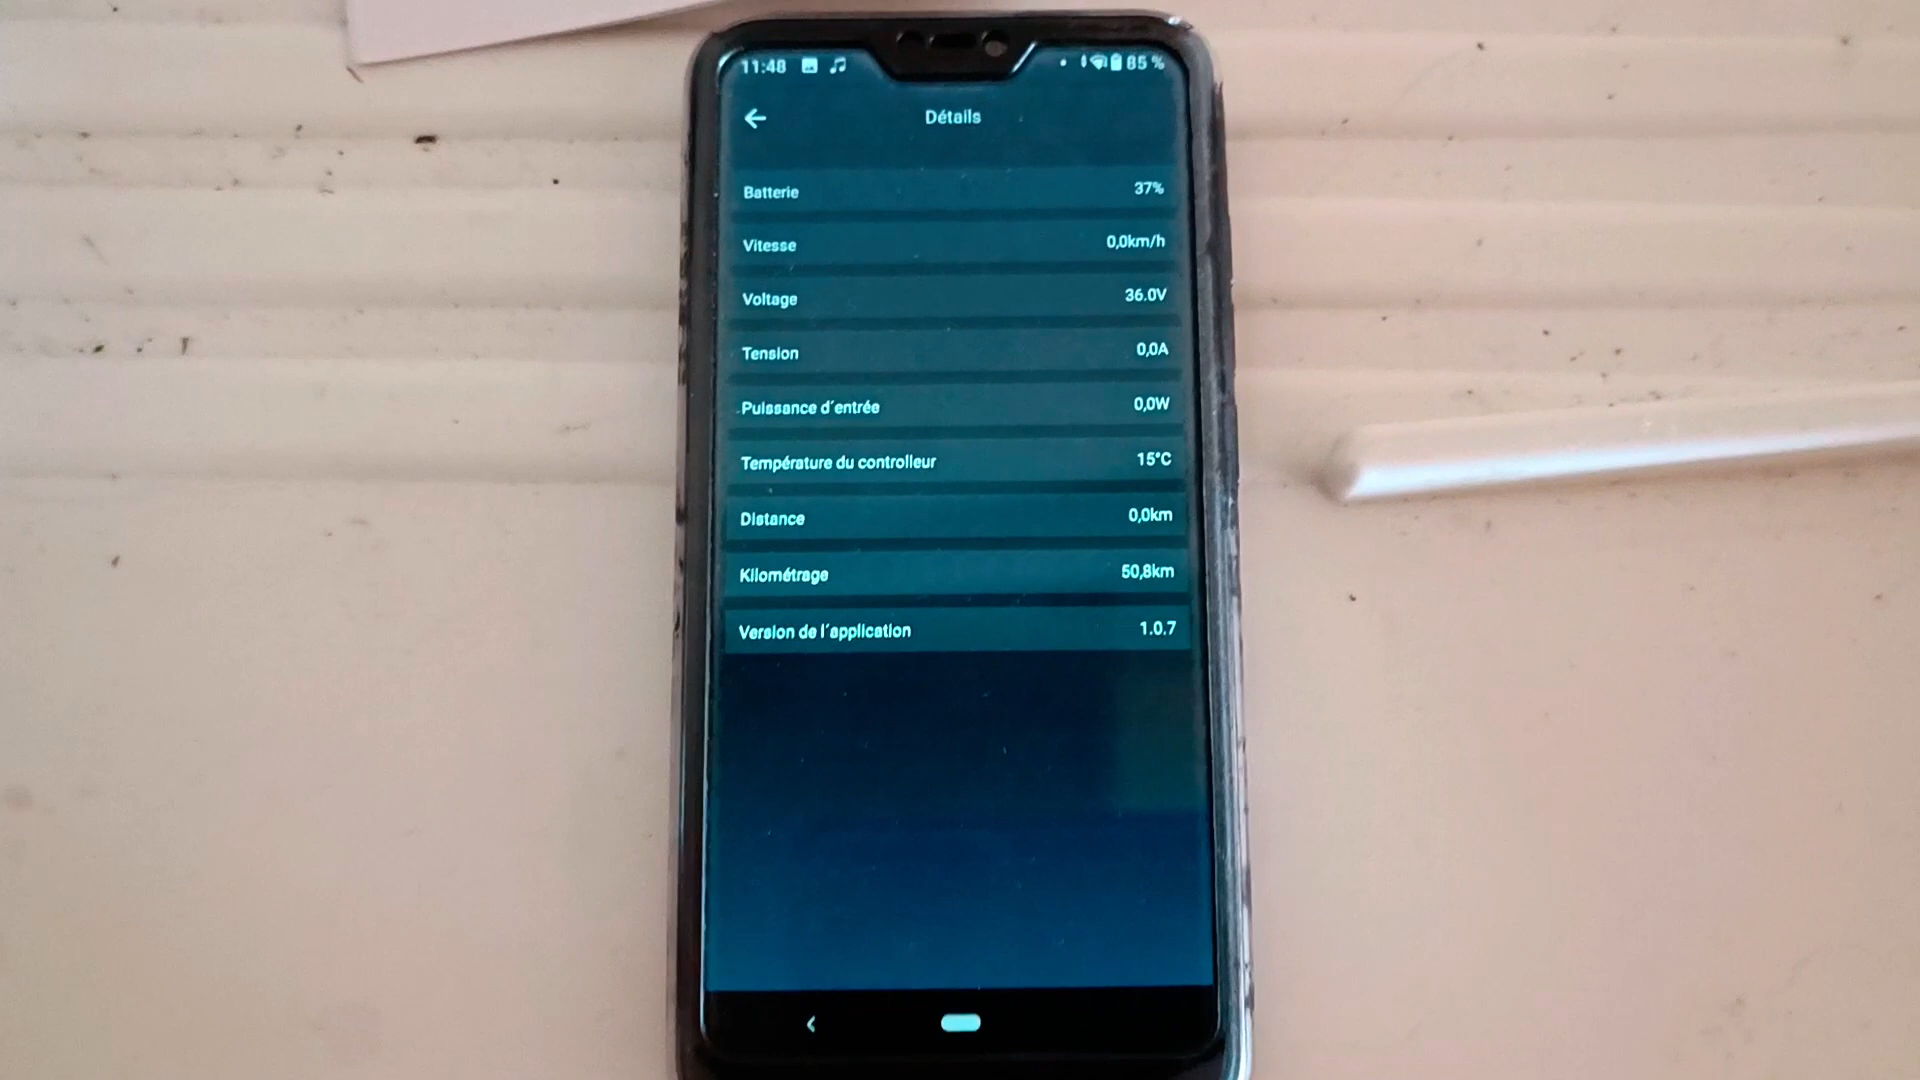 11:48 85 %
Détails
Batterie 37%
Vitesse 0,0km/h
Voltage 36.0V
Tension 0,0A
Puissance d´entrée 0,0W
Température du controlleur 15°C
Distance 0,0km
Kilométrage 50,8km
Version de l´application 1.0.7